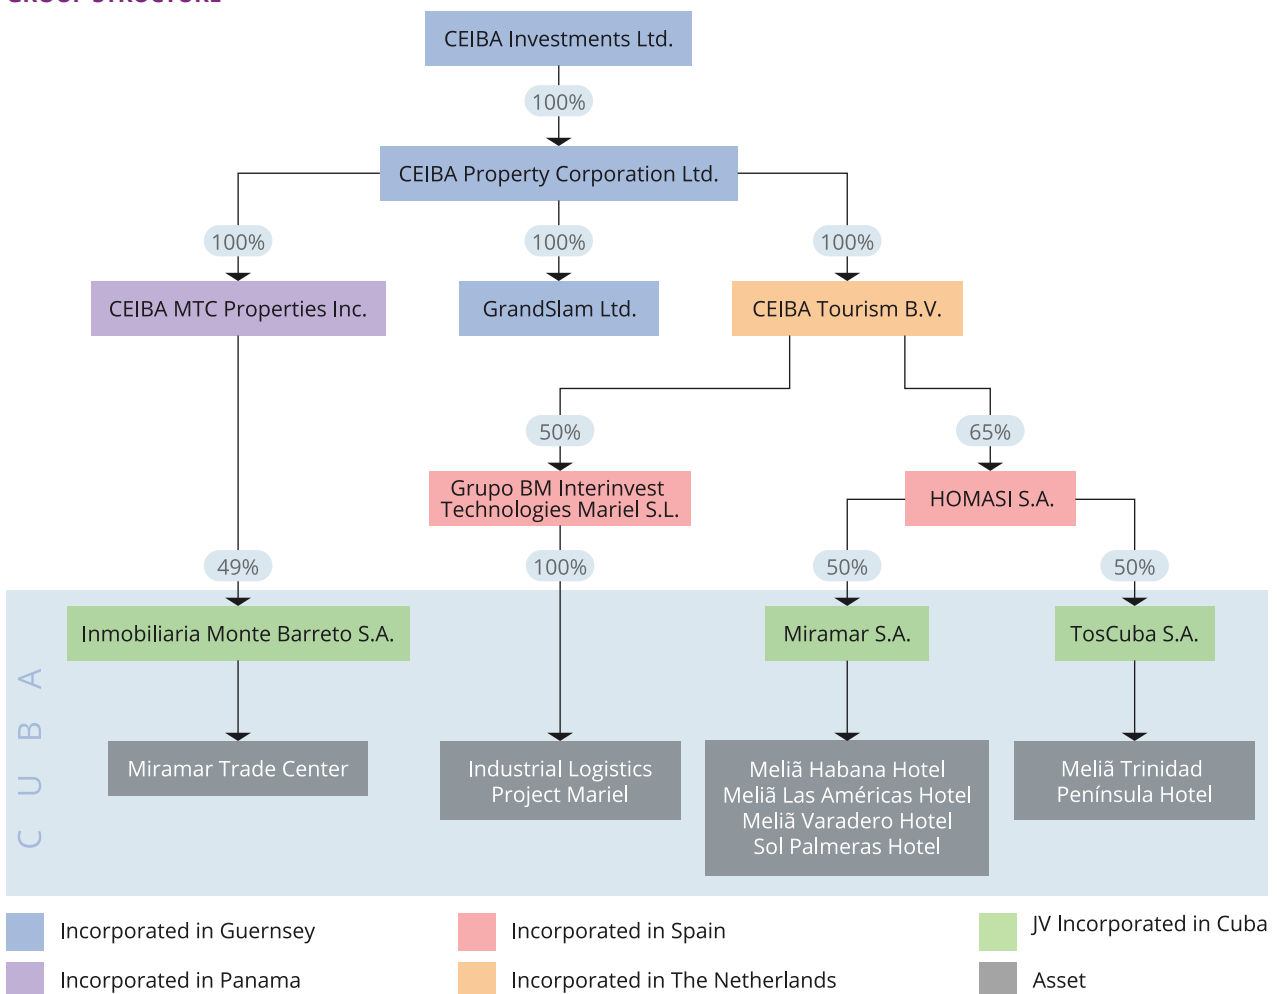 GROUP STRUCTURE
CEIBA Investments Ltd.
100%
CEIBA Property Corporation Ltd.
100%
100%
100%
CEIBA MTC Properties Inc.
GrandSlam Ltd.
CEIBA Tourism B.V.
50%
65%
Grupo BM Interinvest
Technologies Mariel S.L.
HOMASI S.A.
49%
100%
50%
50%
Inmobiliaria Monte Barreto S.A.
Miramar S.A.
TosCuba S.A.
CUBA
Miramar Trade Center
Industrial Logistics
Project Mariel
Meliã Habana Hotel
Meliã Las Américas Hotel
Meliã Varadero Hotel
Sol Palmeras Hotel
Meliã Trinidad
Península Hotel
Incorporated in Guernsey
Incorporated in Spain
JV Incorporated in Cuba
Incorporated in Panama
Incorporated in The Netherlands
Asset